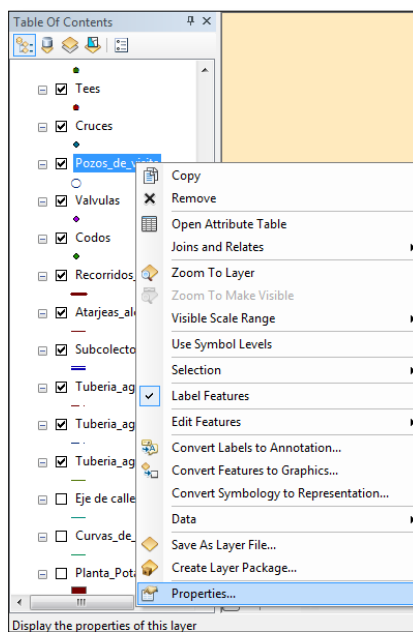 Table Of Contents
Tees
Cruces
Pozos_de_visita
Valvulas
Codos
Recorridos_
Atarjeas_al
Subcolecto
Tuberia_ag
Tuberia_ag
Tuberia_ag
Eje de calle
Curvas_de_
Planta_Pot
Copy
Remove
Open Attribute Table
Joins and Relates
Zoom To Layer
Zoom To Make Visible
Visible Scale Range
Use Symbol Levels
Selection
Label Features
Edit Features
Convert Labels to Annotation...
Convert Features to Graphics...
Convert Symbology to Representation...
Data
Save As Layer File...
Create Layer Package...
Properties...
Display the properties of this layer